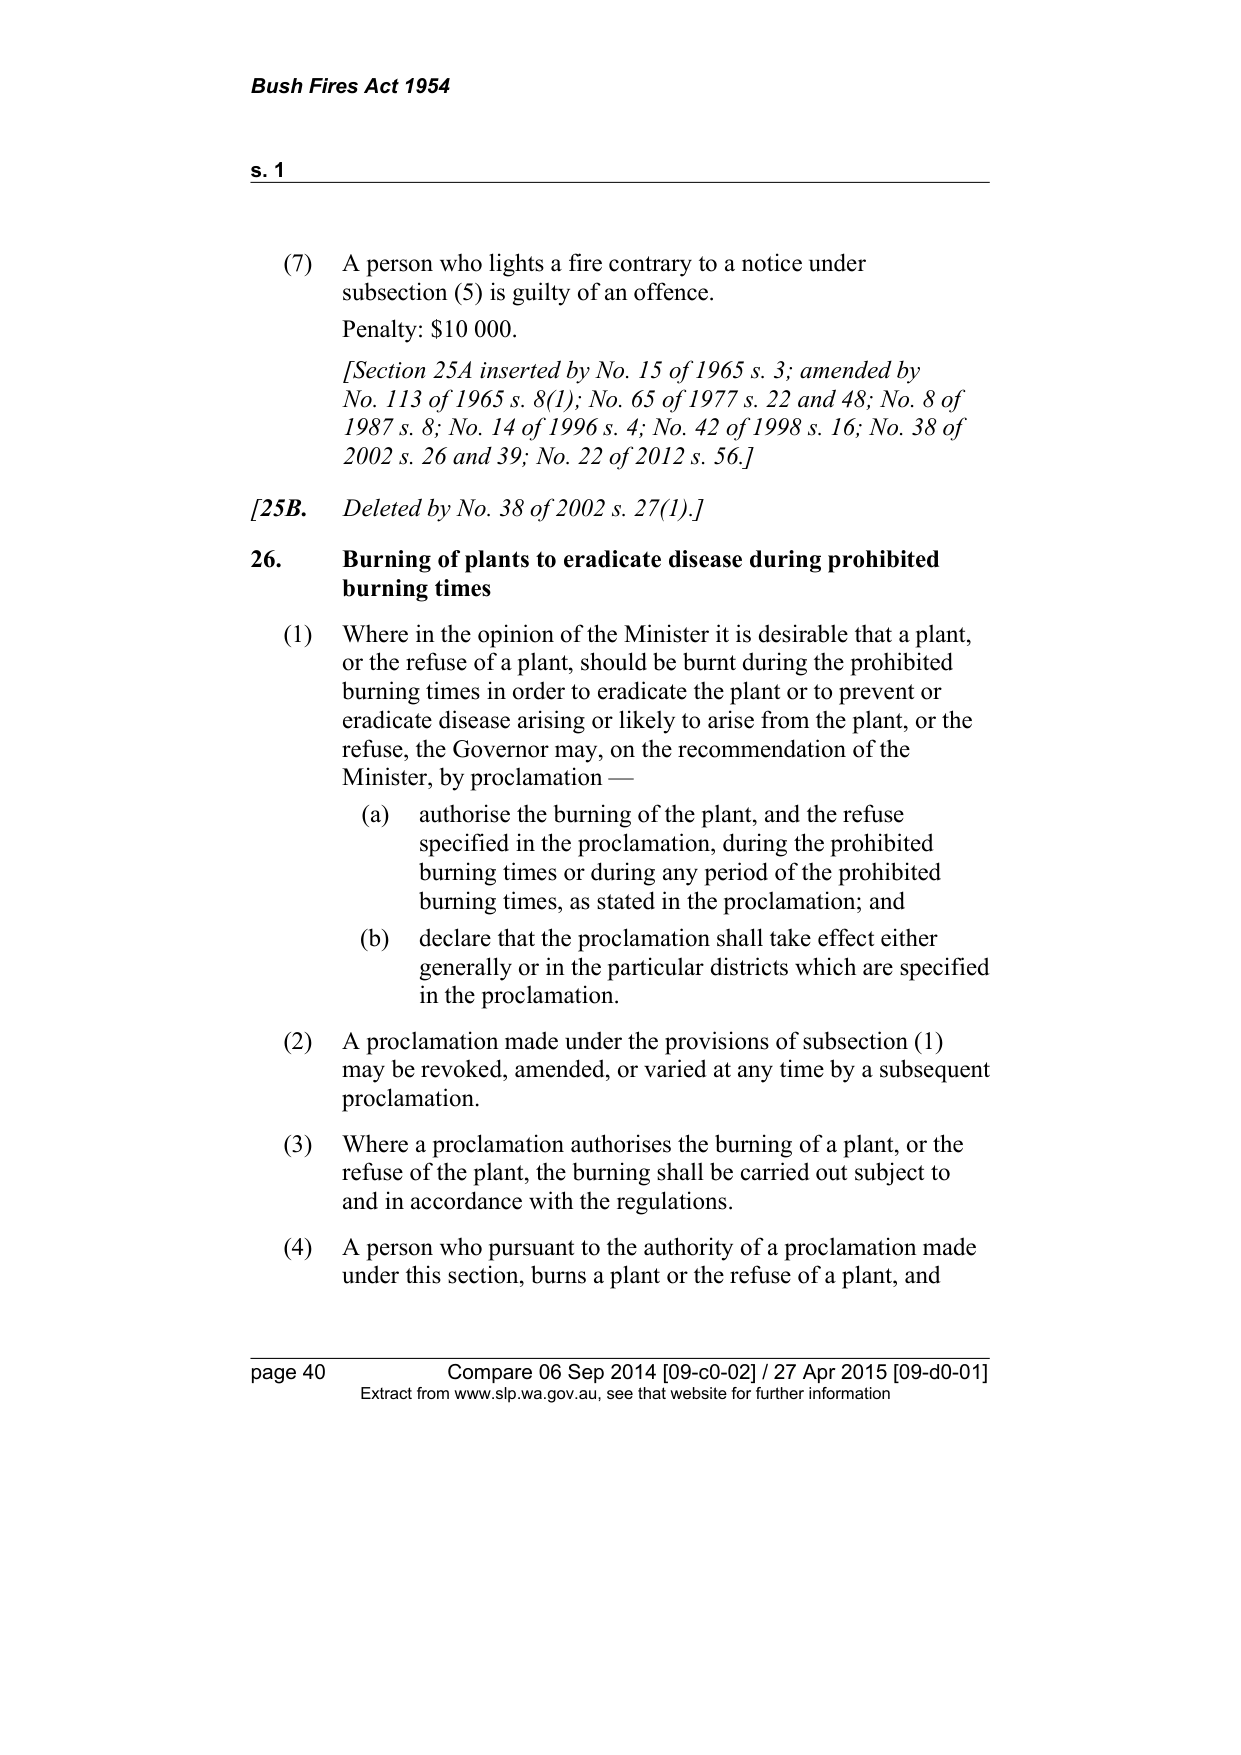 Bush Fires Act 1954
s. 1
(7) A person who lights a fire contrary to a notice under
subsection (5) is guilty of an offence.
Penalty: $10 000.
[Section 25A inserted by No. 15 of 1965 s. 3; amended by
No. 113 of 1965 s. 8(1); No. 65 of 1977 s. 22 and 48; No. 8 of
1987 s. 8; No. 14 of 1996 s. 4; No. 42 of 1998 s. 16; No. 38 of
2002 s. 26 and 39; No. 22 of 2012 s. 56.]
[25B. Deleted by No. 38 of 2002 s. 27(1).]
26. Burning of plants to eradicate disease during prohibited
burning times
(1) Where in the opinion of the Minister it is desirable that a plant,
or the refuse of a plant, should be burnt during the prohibited
burning times in order to eradicate the plant or to prevent or
eradicate disease arising or likely to arise from the plant, or the
refuse, the Governor may, on the recommendation of the
Minister, by proclamation —
(a) authorise the burning of the plant, and the refuse
specified in the proclamation, during the prohibited
burning times or during any period of the prohibited
burning times, as stated in the proclamation; and
(b) declare that the proclamation shall take effect either
generally or in the particular districts which are specified
in the proclamation.
(2) A proclamation made under the provisions of subsection (1)
may be revoked, amended, or varied at any time by a subsequent
proclamation.
(3) Where a proclamation authorises the burning of a plant, or the
refuse of the plant, the burning shall be carried out subject to
and in accordance with the regulations.
(4) A person who pursuant to the authority of a proclamation made
under this section, burns a plant or the refuse of a plant, and
page 40 Compare 06 Sep 2014 [09-c0-02] / 27 Apr 2015 [09-d0-01]
Extract from www.slp.wa.gov.au, see that website for further information